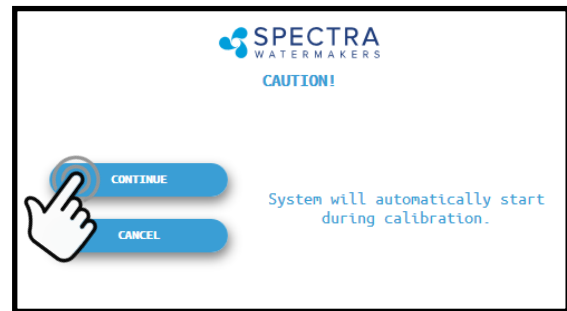 SPECTRA
WATERMAKERS
CAUTION!
CONTINUE
CANCEL
System will automatically start
during calibration.